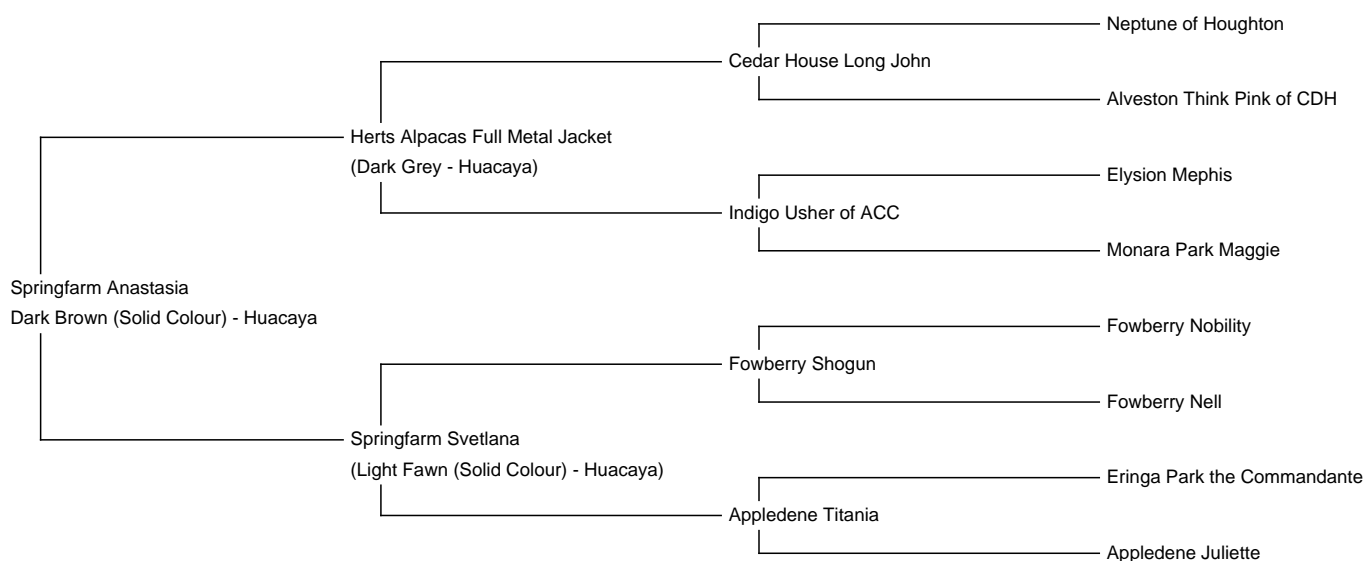 Neptune of Houghton
Cedar House Long John
Alveston Think Pink of CDH
Herts Alpacas Full Metal Jacket
(Dark Grey - Huacaya)
Elysion Mephis
Indigo Usher of ACC
Monara Park Maggie
Springfarm Anastasia
Dark Brown (Solid Colour) - Huacaya
Fowberry Nobility
Fowberry Shogun
Fowberry Nell
Springfarm Svetlana
(Light Fawn (Solid Colour) - Huacaya)
Eringa Park the Commandante
Appledene Titania
Appledene Juliette